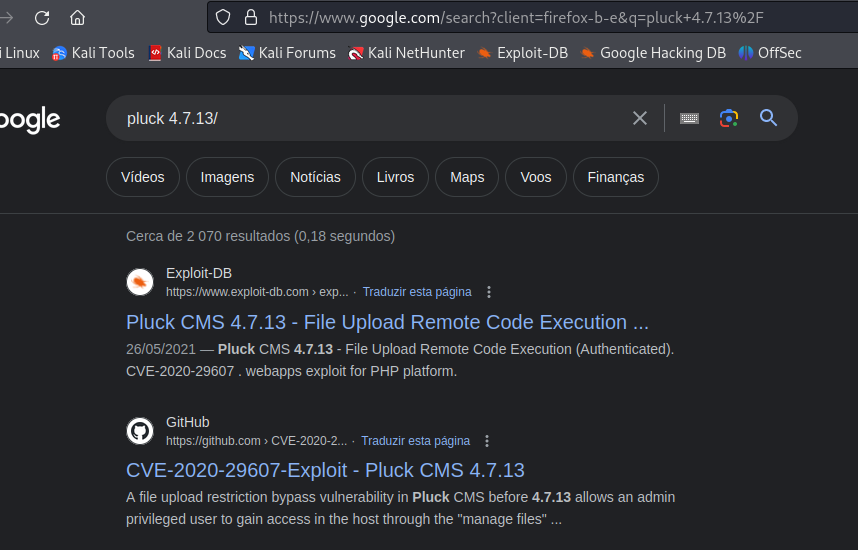 https://www.google.com/search?client=firefox-b-e&q=pluck+4.7.13%2F
i Linux Kali Tools Kali Docs Kali Forums Kali NetHunter Exploit-DB Google Hacking DB OffSec
oogle pluck 4.7.13/
Vídeos Imagens Notícias Livros Maps Voos Finanças
Cerca de 2 070 resultados (0,18 segundos)
Exploit-DB
https://www.exploit-db.com › exp... · Traduzir esta página
Pluck CMS 4.7.13 - File Upload Remote Code Execution ...
26/05/2021 — Pluck CMS 4.7.13 - File Upload Remote Code Execution (Authenticated).
CVE-2020-29607 . webapps exploit for PHP platform.
GitHub
https://github.com › CVE-2020-2... · Traduzir esta página
CVE-2020-29607-Exploit - Pluck CMS 4.7.13
A file upload restriction bypass vulnerability in Pluck CMS before 4.7.13 allows an admin
privileged user to gain access in the host through the "manage files" ...